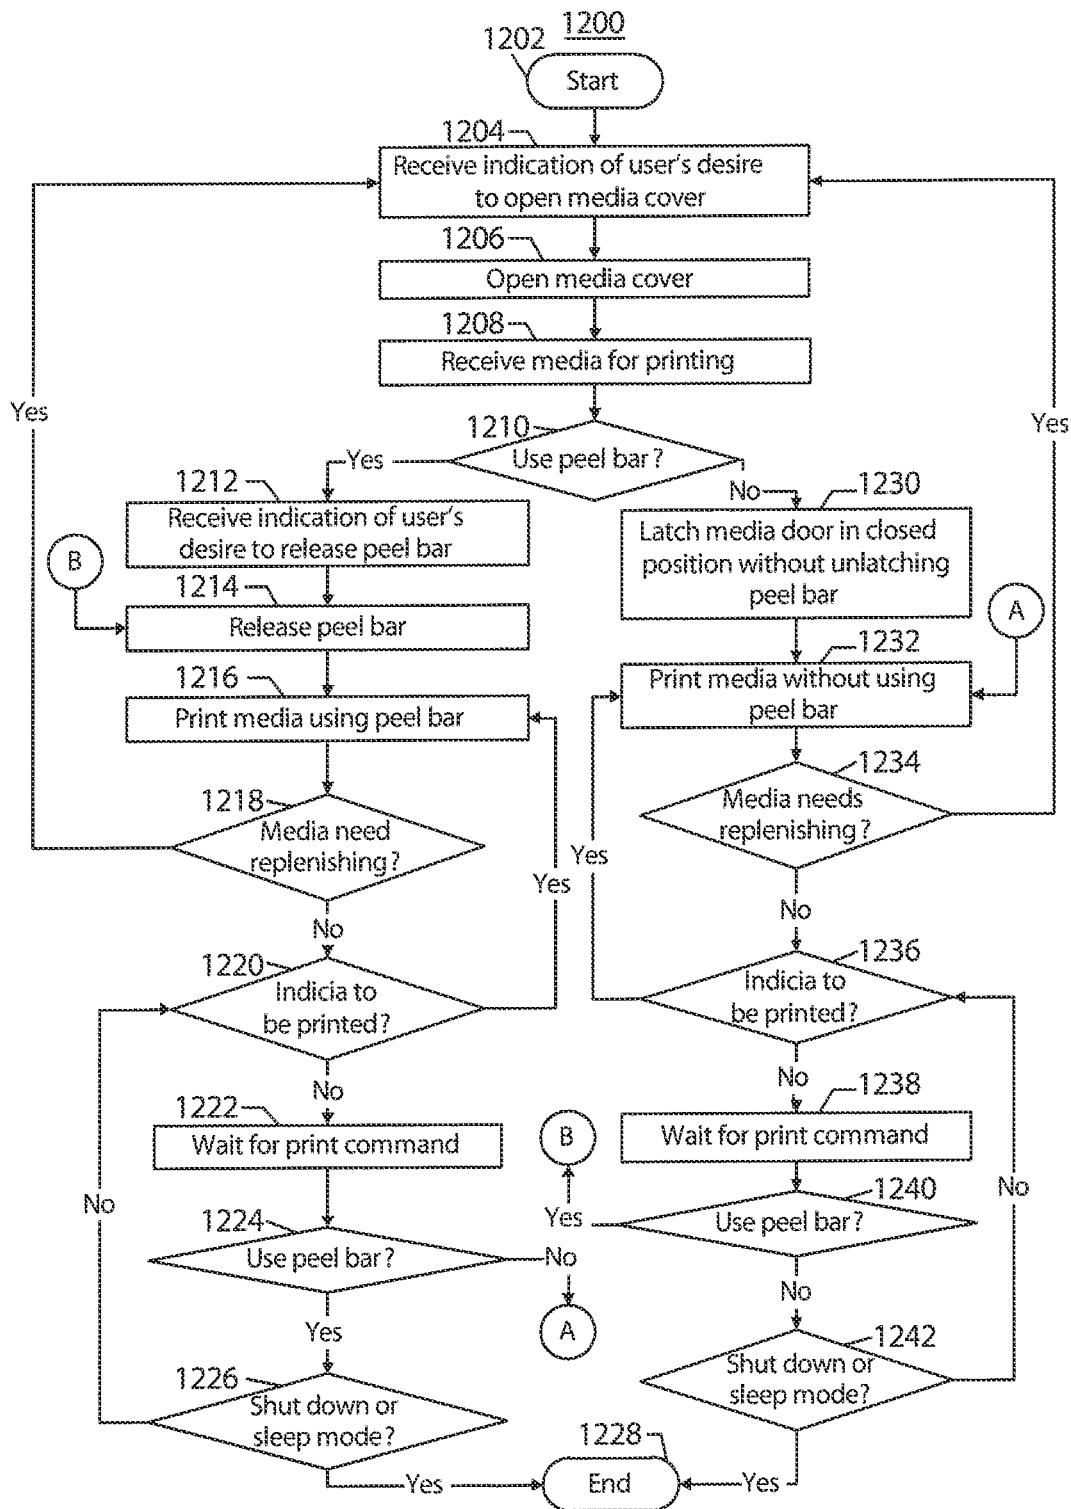 1200
1202
Start
1204
Receive indication of user's desire
to open media cover
1206
Open media cover
1208
Receive media for printing
Yes
Yes
1210
Use peel bar?
Yes
No
1212
Receive indication of user's
desire to release peel bar
1230
Latch media door in closed
position without unlatching
peel bar
B
A
1214
Release peel bar
1216
Print media using peel bar
1232
Print media without using
peel bar
1218
Media need
replenishing?
1234
Media needs
replenishing?
Yes
Yes
No
No
1220
Indicia to
be printed?
1236
Indicia to
be printed?
No
No
1222
Wait for print command
B
1238
Wait for print command
No
No
1224
Use peel bar?
Yes
1240
Use peel bar?
No
A
Yes
No
1226
Shut down or
sleep mode?
1242
Shut down or
sleep mode?
1228
Yes
End
Yes